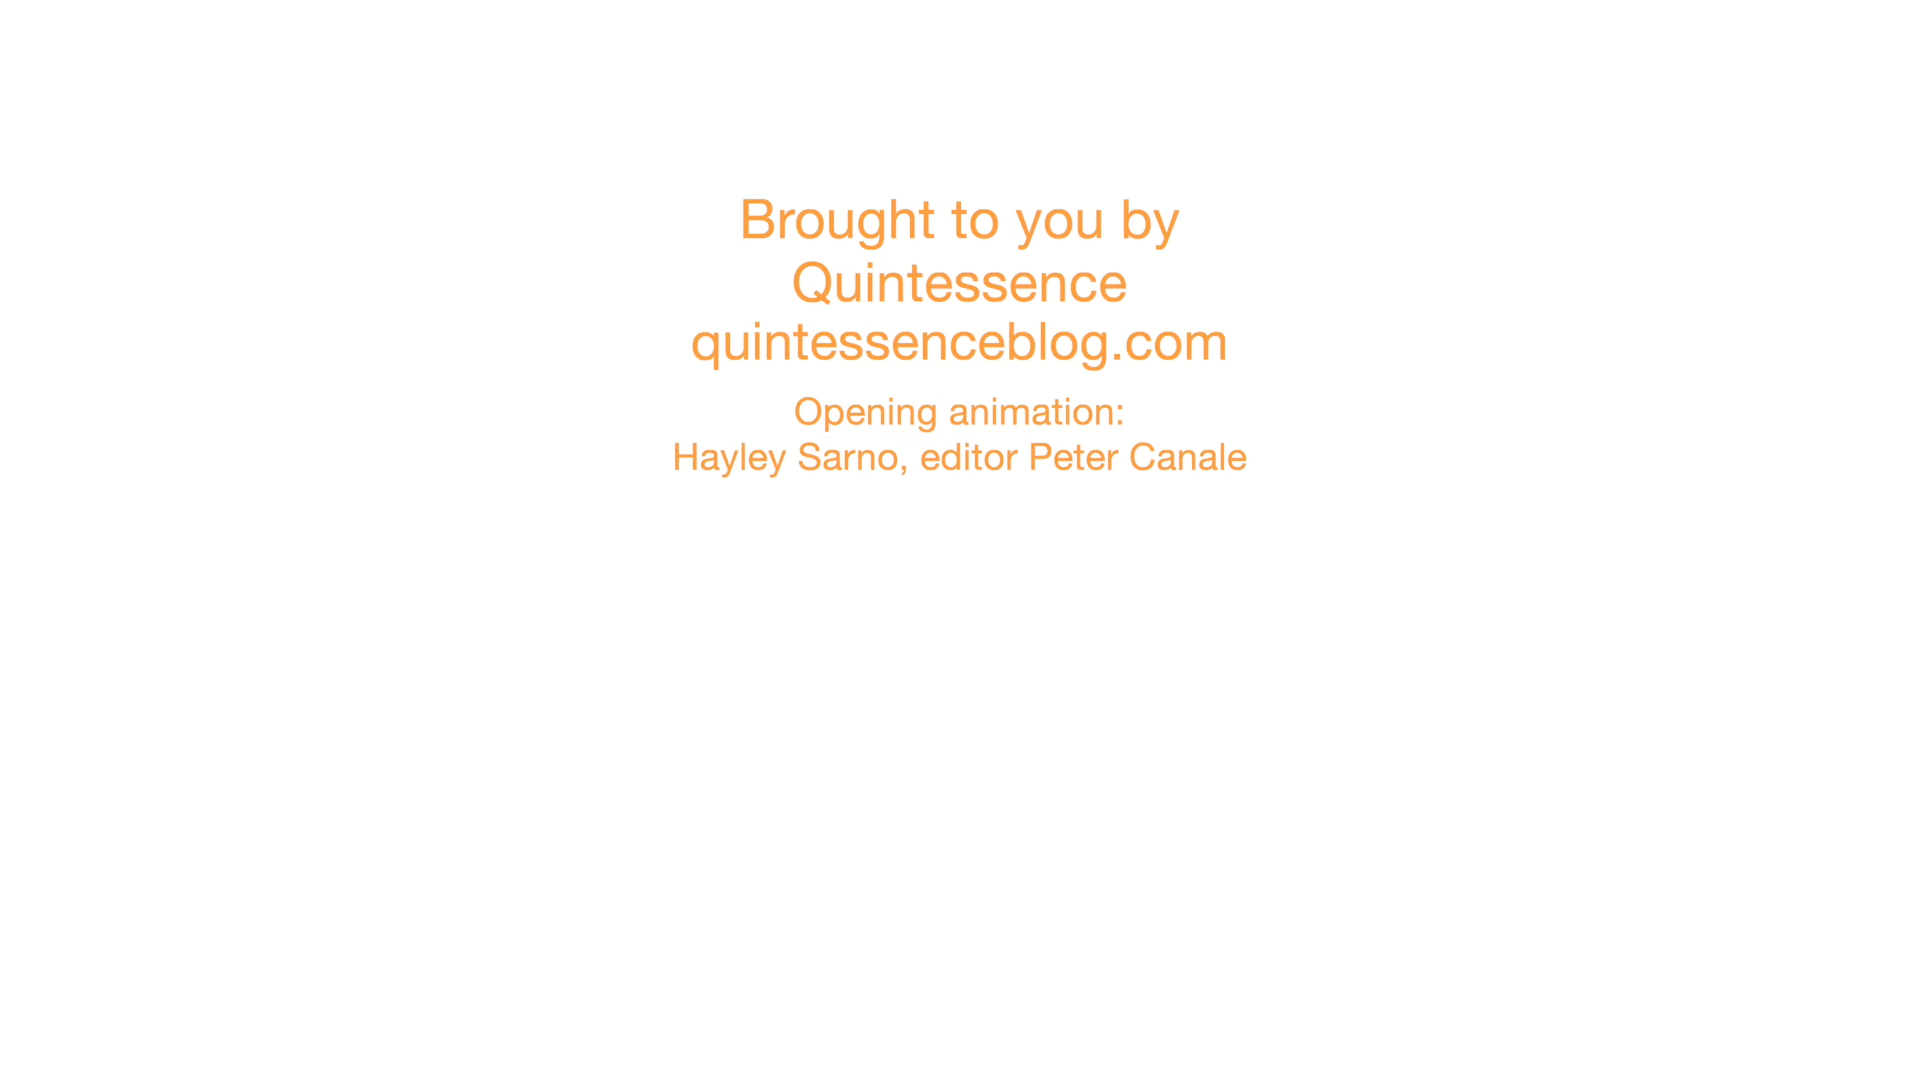 Brought to you by
Quintessence
quintessenceblog.com
Opening animation:
Hayley Sarno, editor Peter Canale